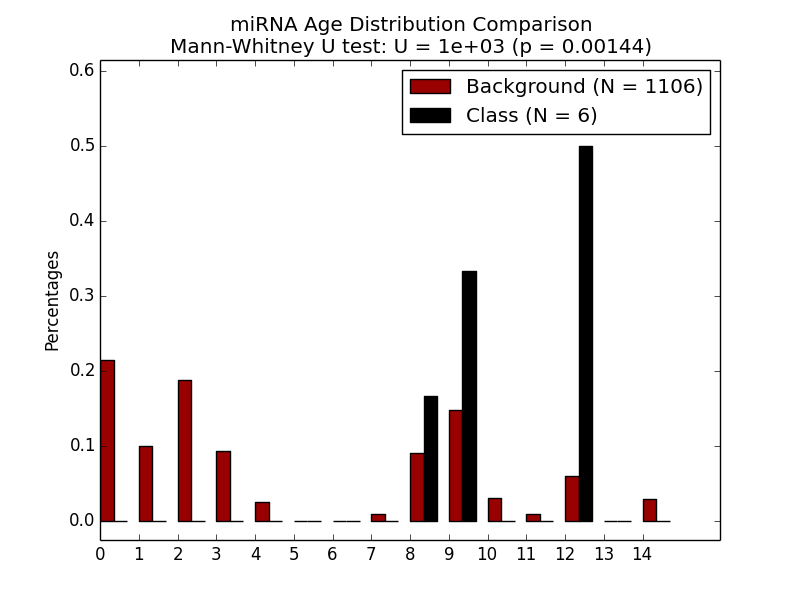 miRNA Age Distribution Comparison
Mann-Whitney U test: U = 1e+03 (p = 0.00144)
Background (N = 1106)
Class (N = 6)
Percentages
0.6
0.5
0.4
0.3
0.2
0.1
0.0
0 1 2 3 4 5 6 7 8 9 10 11 12 13 14